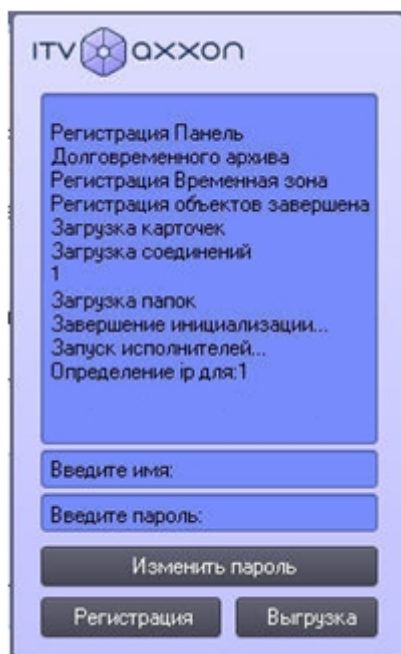 ITV AXXON
Регистрация Панель
Долговременного архива
Регистрация Временная зона
Регистрация объектов завершена
Загрузка карточек
Загрузка соединений
1
Загрузка папок
Завершение инициализации...
Запуск исполнителей...
Определение ip для:1
Введите имя:
Введите пароль:
Изменить пароль
Регистрация Выгрузка